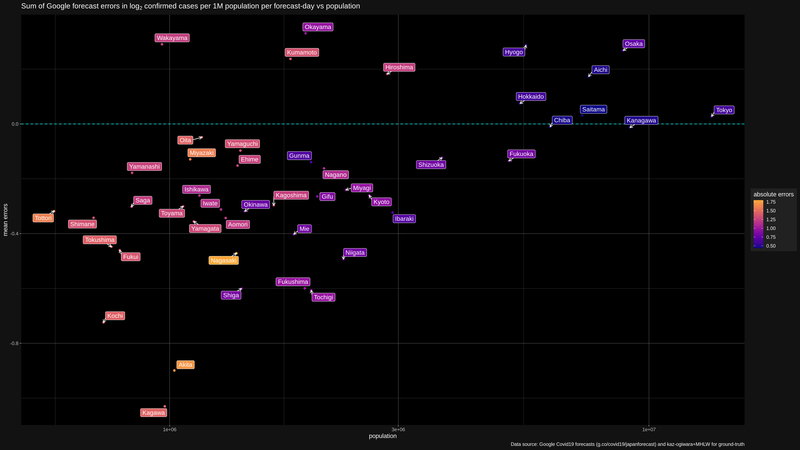 Sum of Google forecast errors in log2 confirmed cases per 1M population per forecast-day vs population
Okayama
Wakayama
Osaka
Kumamoto
Hyogo
Hiroshima
Aichi
Hokkaido
Saitama
Tokyo
Chiba
Kanagawa
0.0
Oita
Yamaguchi
Miyazaki
Fukuoka
Gunma
Ehime
Shizuoka
Yamanashi
Nagano
absolute errors
Ishikawa
Miyagi
Kagoshima
Gifu
1.75
Saga
Kyoto
1.50
Iwate
Okinawa
Toyama
1.25
Tottori
Ibaraki
1.00
Shimane
Aomori
0.75
Yamagata
Mie
0.50
mean errors
-0.4
Tokushima
Niigata
Fukui
Nagasaki
Fukushima
Shiga
Tochigi
Kochi
-0.8
Akita
Kagawa
1e+06
3e+06
1e+07
population
Data source: Google Covid19 forecasts (g.co/covid19/japanforecast) and kaz-ogiwara+MHLW for ground-truth